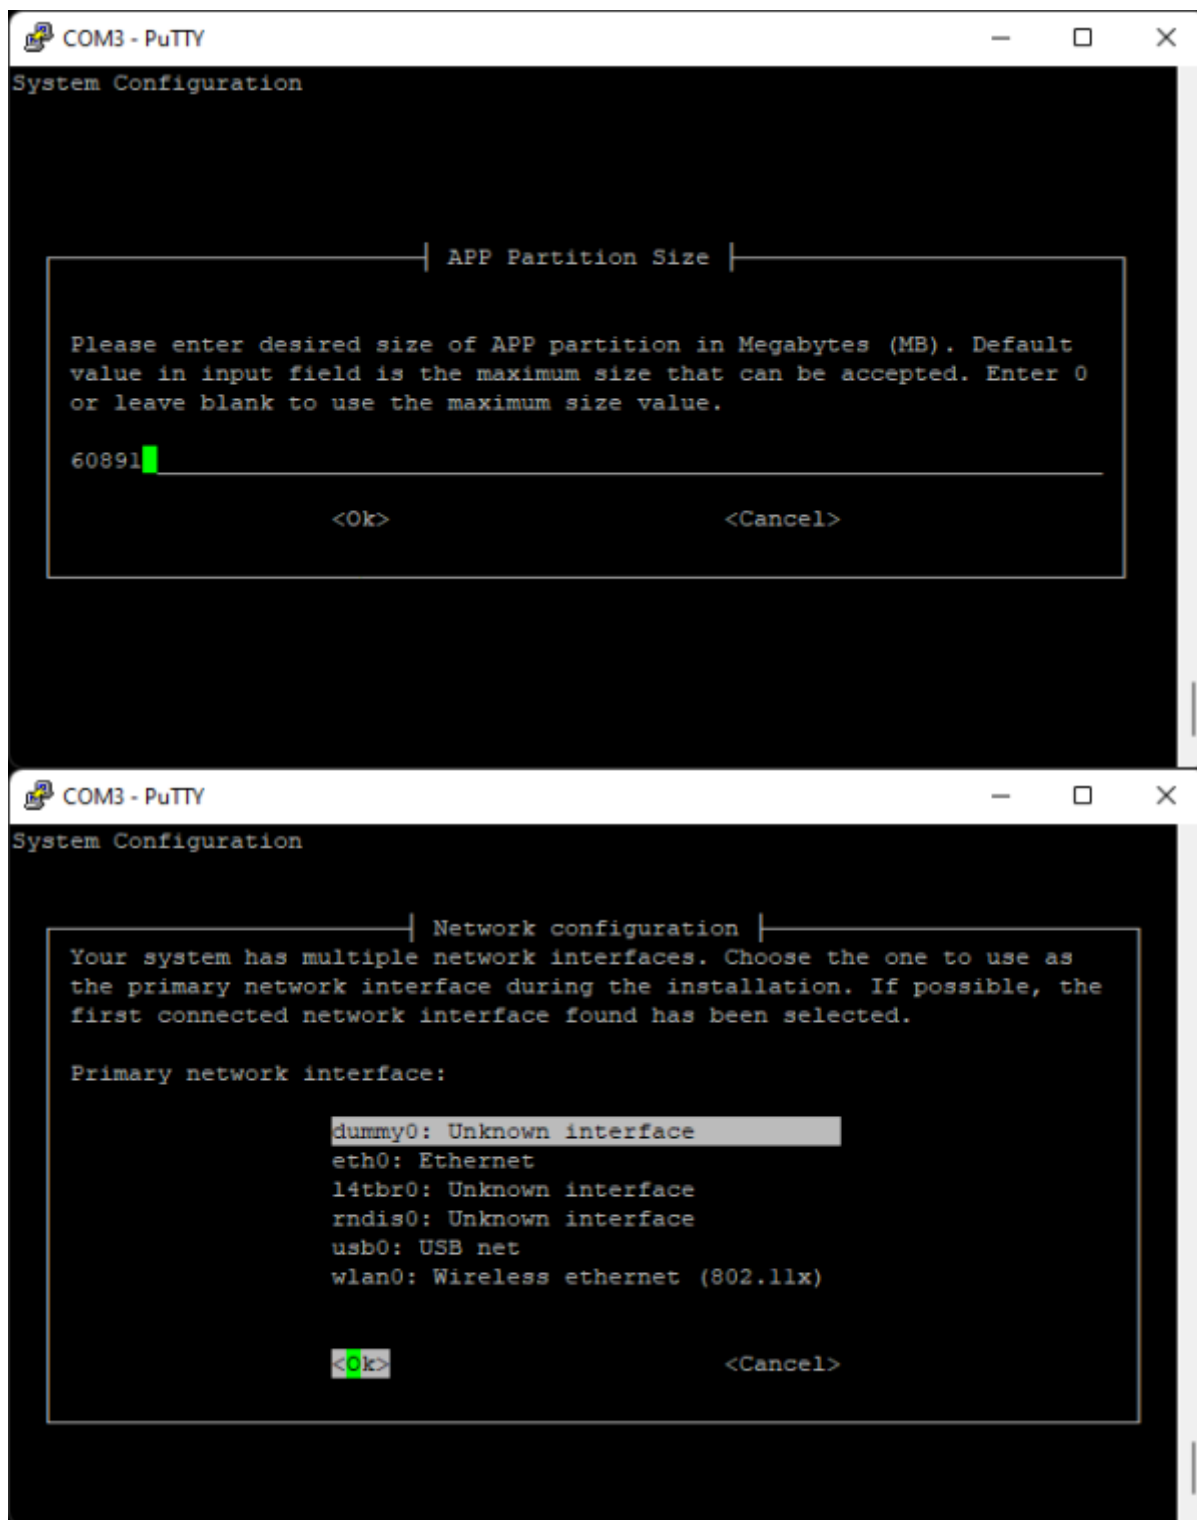 COM3 - PuTTY
System Configuration
APP Partition Size
Please enter desired size of APP partition in Megabytes (MB). Default
value in input field is the maximum size that can be accepted. Enter 0
or leave blank to use the maximum size value.
60891
<Ok> <Cancel>
COM3 - PuTTY
System Configuration
Network configuration
Your system has multiple network interfaces. Choose the one to use as
the primary network interface during the installation. If possible, the
first connected network interface found has been selected.
Primary network interface:
dummy0: Unknown interface
eth0: Ethernet
l4tbr0: Unknown interface
rndis0: Unknown interface
usb0: USB net
wlan0: Wireless ethernet (802.11x)
<Ok> <Cancel>